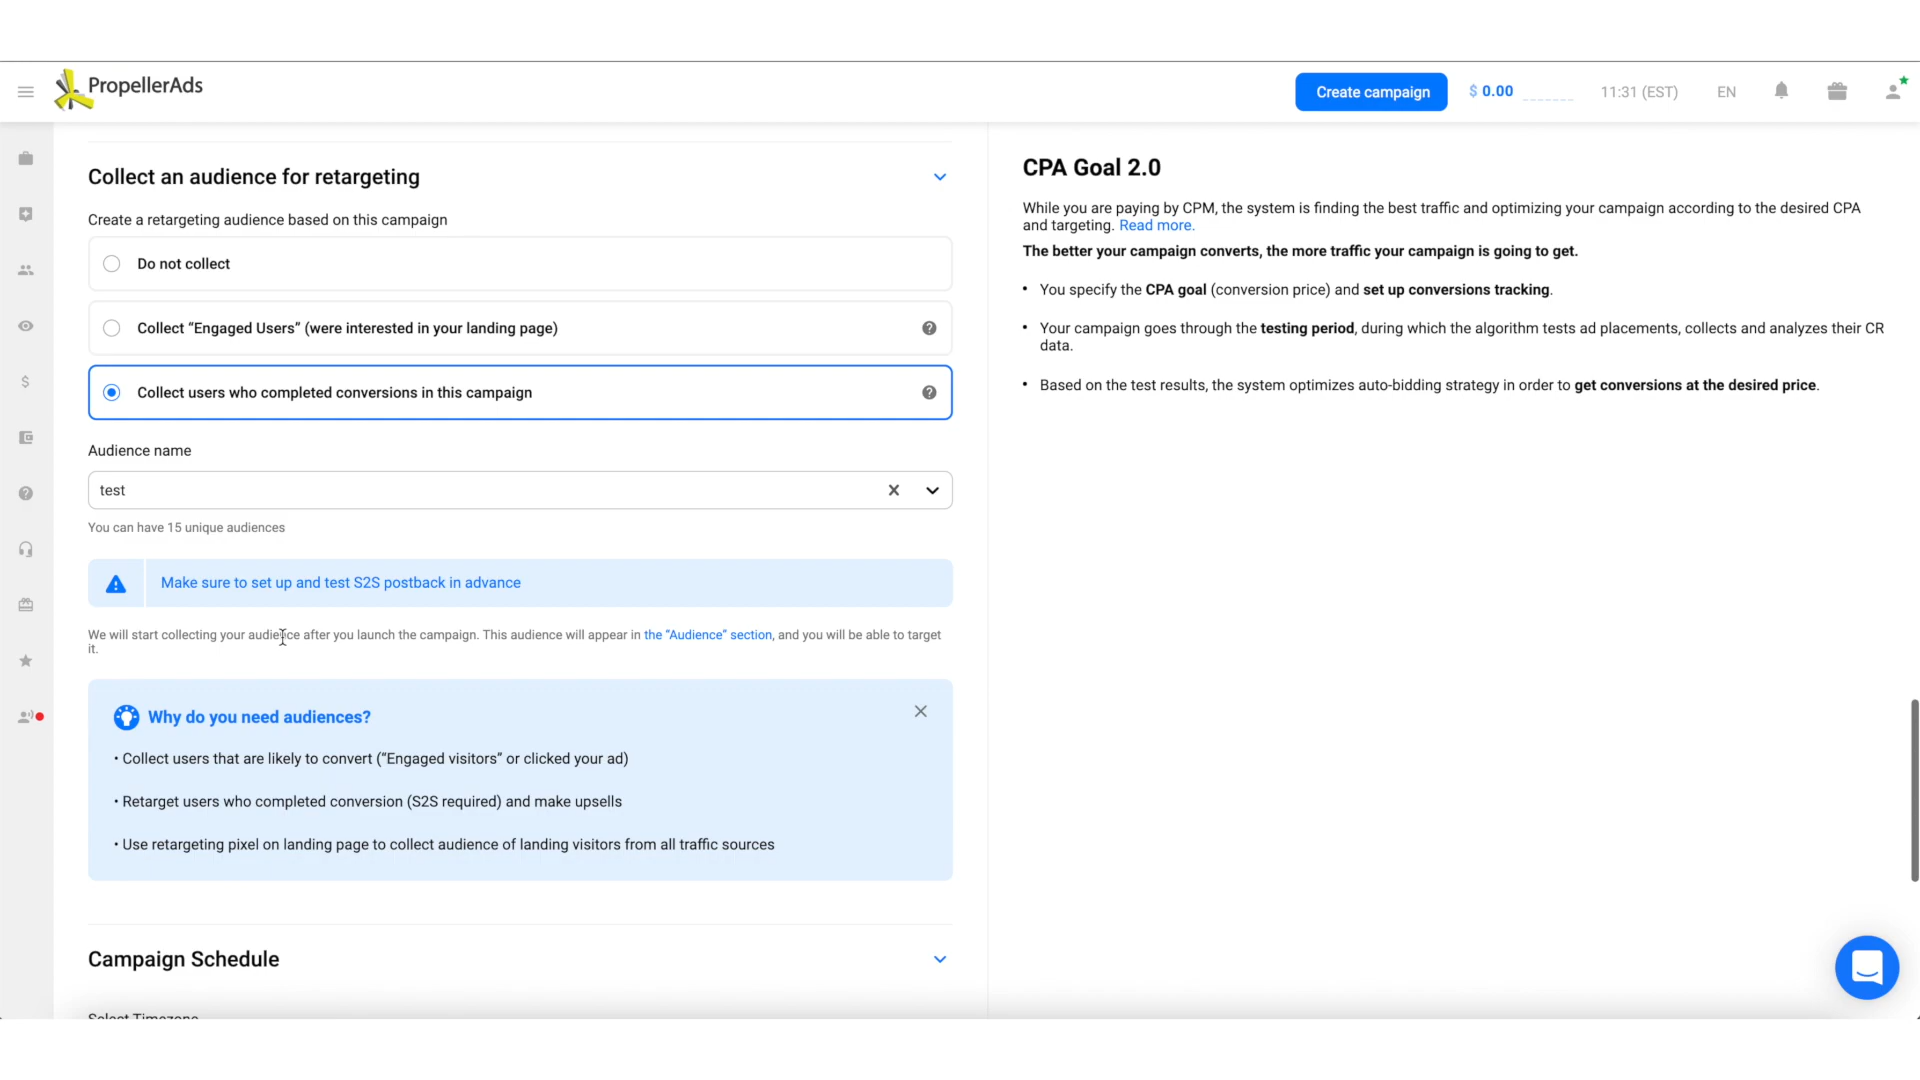 PropellerAds
Create campaign
$ 0.00
11:31 (EST)
EN
Collect an audience for retargeting
Create a retargeting audience based on this campaign
Do not collect
Collect “Engaged Users” (were interested in your landing page)
Collect users who completed conversions in this campaign
Audience name
test
You can have 15 unique audiences
Make sure to set up and test S2S postback in advance
We will start collecting your audience after you launch the campaign. This audience will appear in the “Audience” section, and you will be able to target
it.
Why do you need audiences?
• Collect users that are likely to convert (“Engaged visitors” or clicked your ad)
• Retarget users who completed conversion (S2S required) and make upsells
• Use retargeting pixel on landing page to collect audience of landing visitors from all traffic sources
Campaign Schedule
Select Timezone
CPA Goal 2.0
While you are paying by CPM, the system is finding the best traffic and optimizing your campaign according to the desired CPA
and targeting. Read more.
The better your campaign converts, the more traffic your campaign is going to get.
• You specify the CPA goal (conversion price) and set up conversions tracking.
• Your campaign goes through the testing period, during which the algorithm tests ad placements, collects and analyzes their CR
data.
• Based on the test results, the system optimizes auto-bidding strategy in order to get conversions at the desired price.